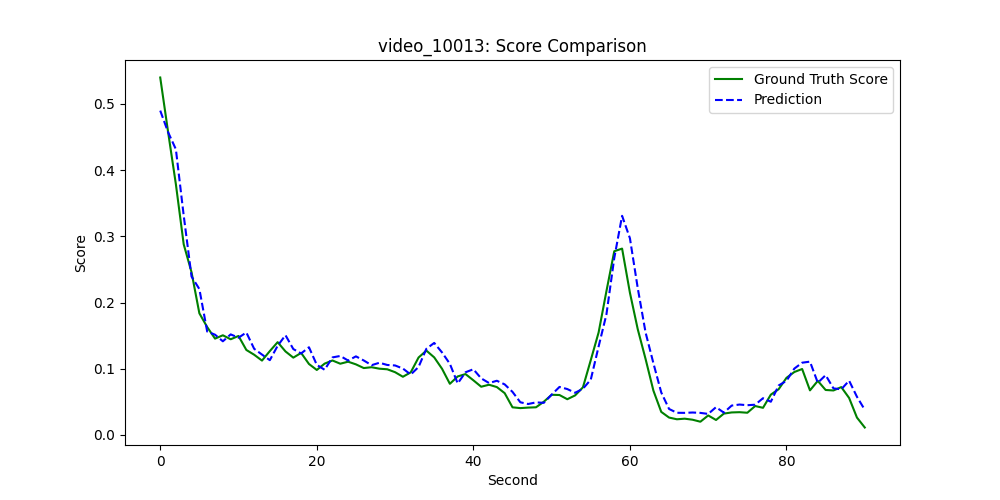 video_10013: Score Comparison
Ground Truth Score
Prediction
Score
0.5
0.4
0.3
0.2
0.1
0.0
0 20 40 60 80
Second